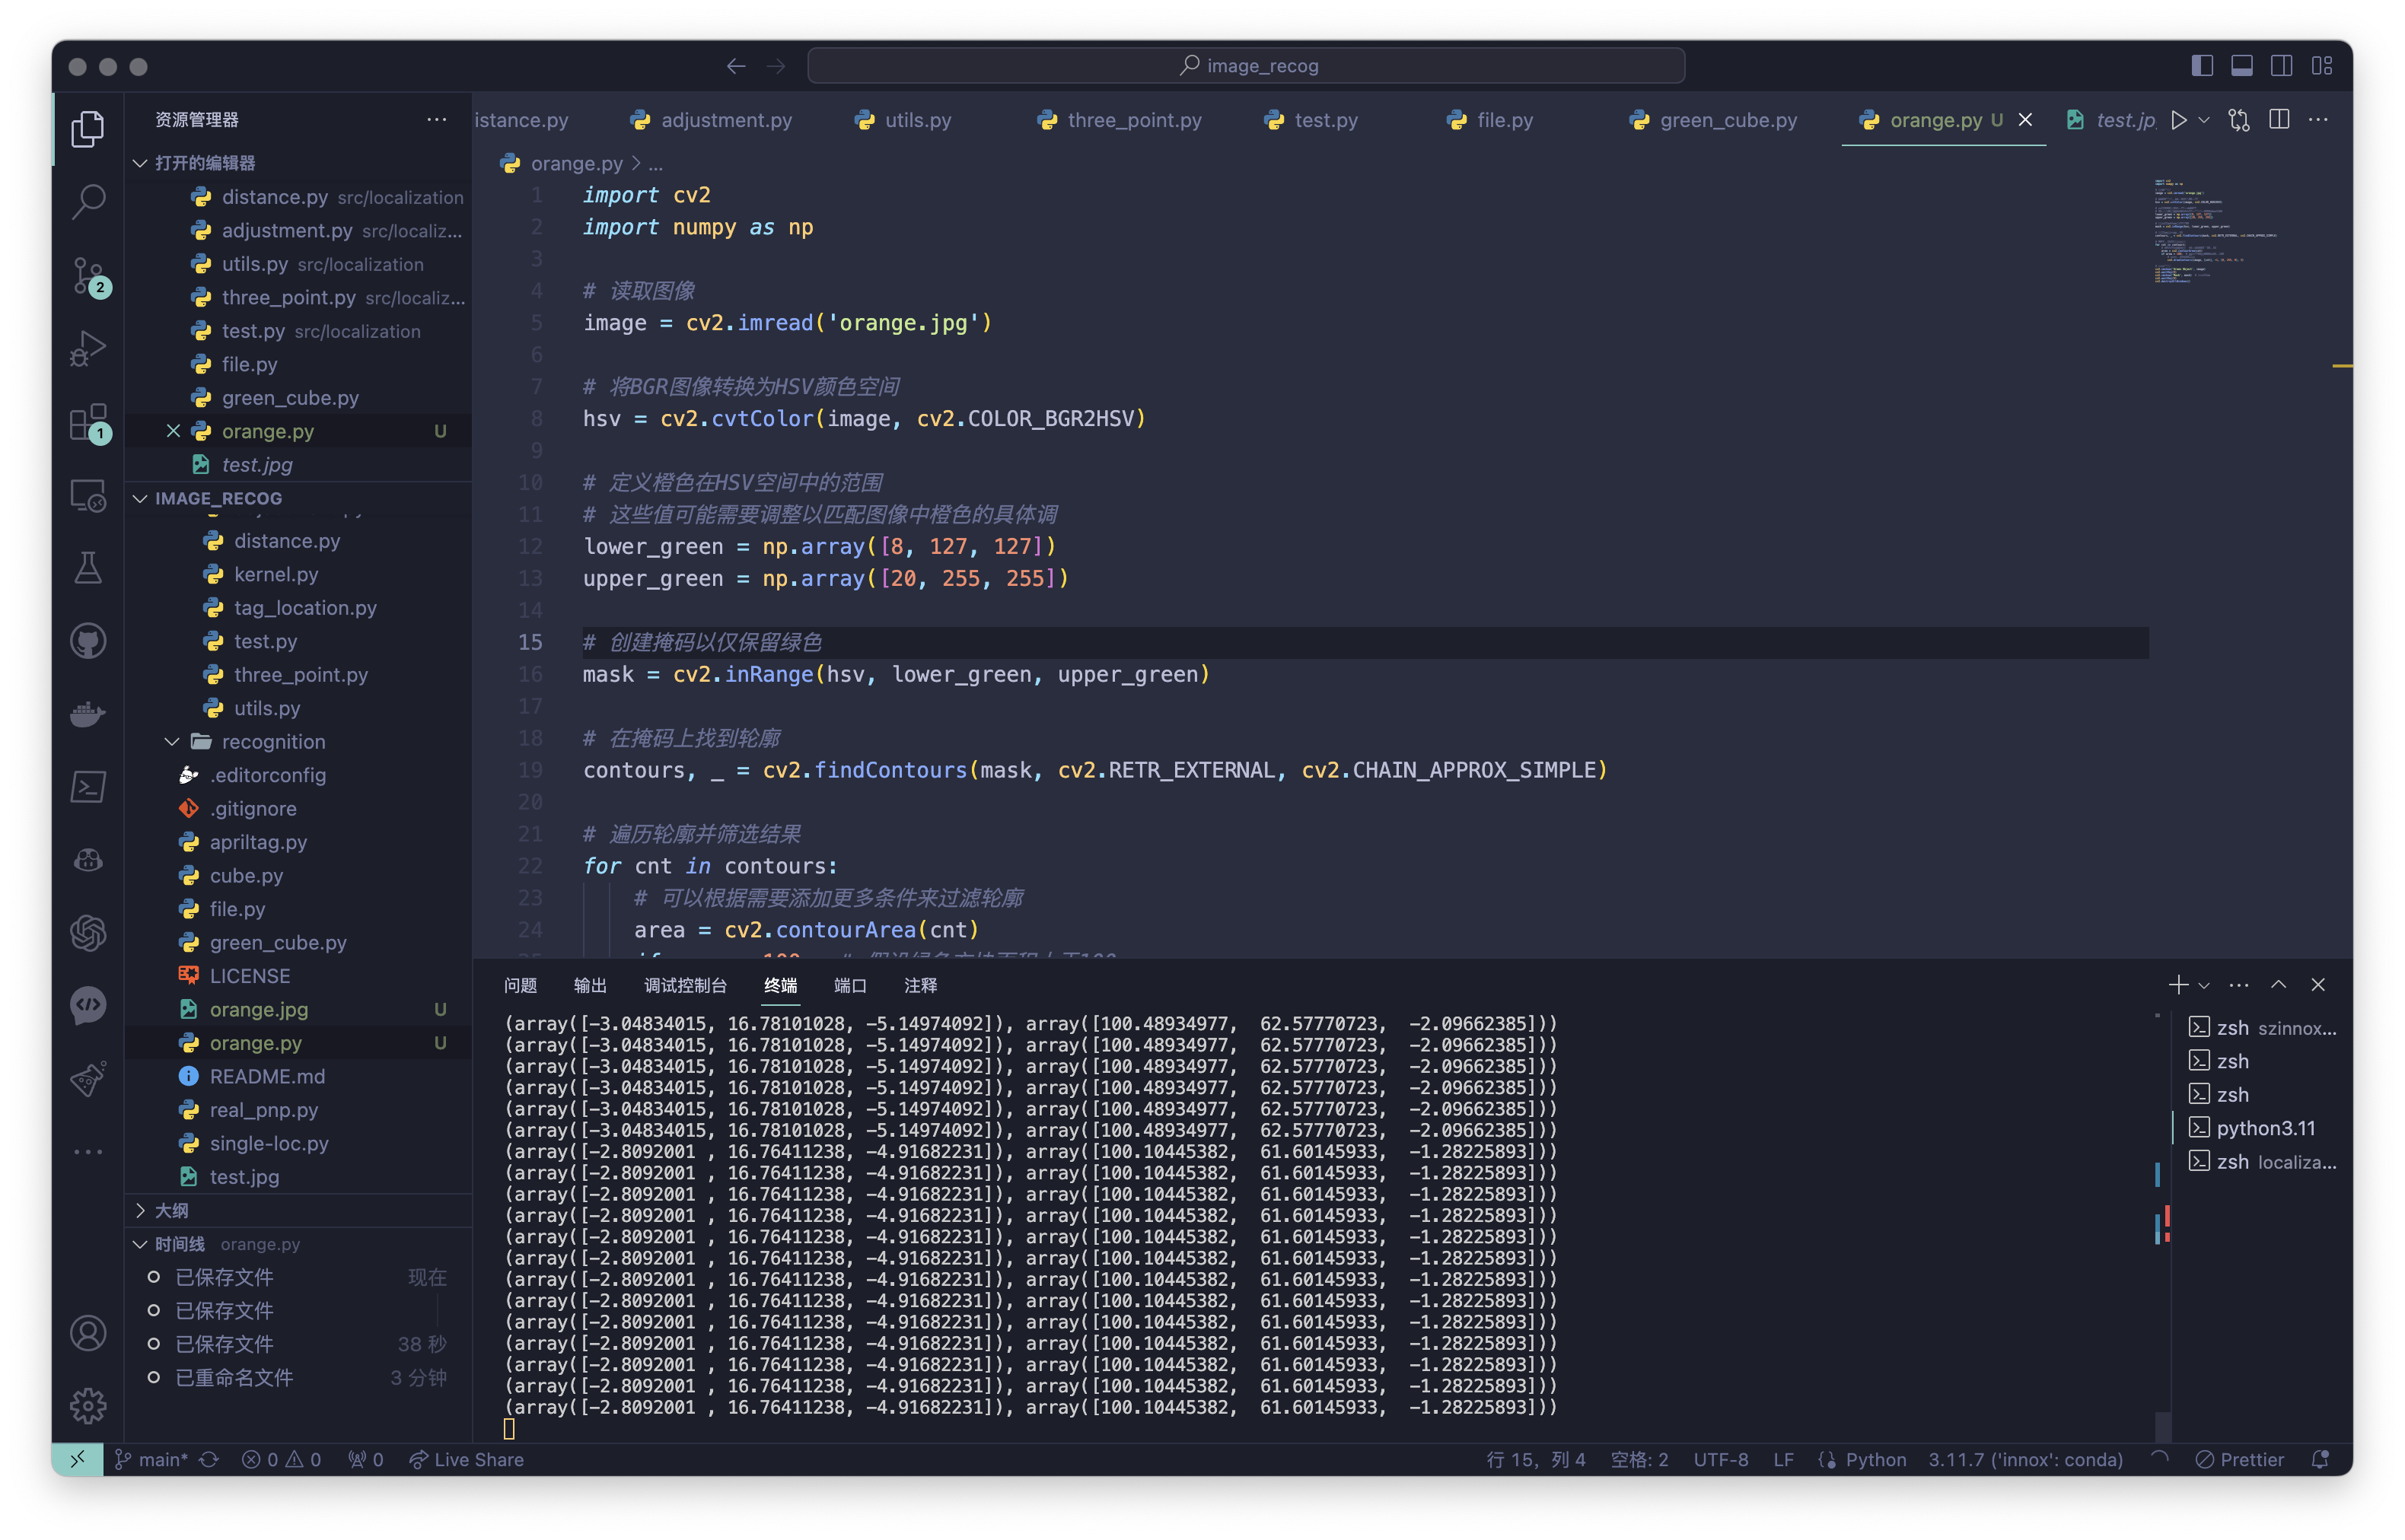 image_recog
资源管理器
打开的编辑器
distance.py src/localization
adjustment.py src/localiz...
utils.py src/localization
three_point.py src/localiz...
test.py src/localization
file.py
green_cube.py
orange.py U
test.jpg
IMAGE_RECOG
distance.py
kernel.py
tag_location.py
test.py
three_point.py
utils.py
recognition
.editorconfig
.gitignore
apriltag.py
cube.py
file.py
green_cube.py
LICENSE
orange.jpg U
orange.py U
README.md
real_pnp.py
single-loc.py
test.jpg
大纲
时间线 orange.py
已保存文件 现在
已保存文件
已保存文件 38 秒
已重命名文件 3 分钟
2
1
istance.py adjustment.py utils.py three_point.py test.py file.py green_cube.py orange.py U test.jp
orange.py > ...
1 import cv2
2 import numpy as np
3
4 # 读取图像
5 image = cv2.imread('orange.jpg')
6
7 # 将BGR图像转换为HSV颜色空间
8 hsv = cv2.cvtColor(image, cv2.COLOR_BGR2HSV)
9
10 # 定义橙色在HSV空间中的范围
11 # 这些值可能需要调整以匹配图像中橙色的具体调
12 lower_green = np.array([8, 127, 127])
13 upper_green = np.array([20, 255, 255])
14
15 # 创建掩码以仅保留绿色
16 mask = cv2.inRange(hsv, lower_green, upper_green)
17
18 # 在掩码上找到轮廓
19 contours, _ = cv2.findContours(mask, cv2.RETR_EXTERNAL, cv2.CHAIN_APPROX_SIMPLE)
20
21 # 遍历轮廓并筛选结果
22 for cnt in contours:
23 # 可以根据需要添加更多条件来过滤轮廓
24 area = cv2.contourArea(cnt)
问题 输出 调试控制台 终端 端口 注释
(array([-3.04834015, 16.78101028, -5.14974092]), array([100.48934977, 62.57770723, -2.09662385]))
(array([-3.04834015, 16.78101028, -5.14974092]), array([100.48934977, 62.57770723, -2.09662385]))
(array([-3.04834015, 16.78101028, -5.14974092]), array([100.48934977, 62.57770723, -2.09662385]))
(array([-3.04834015, 16.78101028, -5.14974092]), array([100.48934977, 62.57770723, -2.09662385]))
(array([-3.04834015, 16.78101028, -5.14974092]), array([100.48934977, 62.57770723, -2.09662385]))
(array([-3.04834015, 16.78101028, -5.14974092]), array([100.48934977, 62.57770723, -2.09662385]))
(array([-2.8092001 , 16.76411238, -4.91682231]), array([100.10445382, 61.60145933, -1.28225893]))
(array([-2.8092001 , 16.76411238, -4.91682231]), array([100.10445382, 61.60145933, -1.28225893]))
(array([-2.8092001 , 16.76411238, -4.91682231]), array([100.10445382, 61.60145933, -1.28225893]))
(array([-2.8092001 , 16.76411238, -4.91682231]), array([100.10445382, 61.60145933, -1.28225893]))
(array([-2.8092001 , 16.76411238, -4.91682231]), array([100.10445382, 61.60145933, -1.28225893]))
(array([-2.8092001 , 16.76411238, -4.91682231]), array([100.10445382, 61.60145933, -1.28225893]))
(array([-2.8092001 , 16.76411238, -4.91682231]), array([100.10445382, 61.60145933, -1.28225893]))
(array([-2.8092001 , 16.76411238, -4.91682231]), array([100.10445382, 61.60145933, -1.28225893]))
(array([-2.8092001 , 16.76411238, -4.91682231]), array([100.10445382, 61.60145933, -1.28225893]))
(array([-2.8092001 , 16.76411238, -4.91682231]), array([100.10445382, 61.60145933, -1.28225893]))
(array([-2.8092001 , 16.76411238, -4.91682231]), array([100.10445382, 61.60145933, -1.28225893]))
(array([-2.8092001 , 16.76411238, -4.91682231]), array([100.10445382, 61.60145933, -1.28225893]))
(array([-2.8092001 , 16.76411238, -4.91682231]), array([100.10445382, 61.60145933, -1.28225893]))
zsh szinnox...
zsh
zsh
python3.11
zsh localiza...
main* 0 0 0 Live Share 行 15，列 4 空格: 2 UTF-8 LF Python 3.11.7 ('innox': conda) Prettier